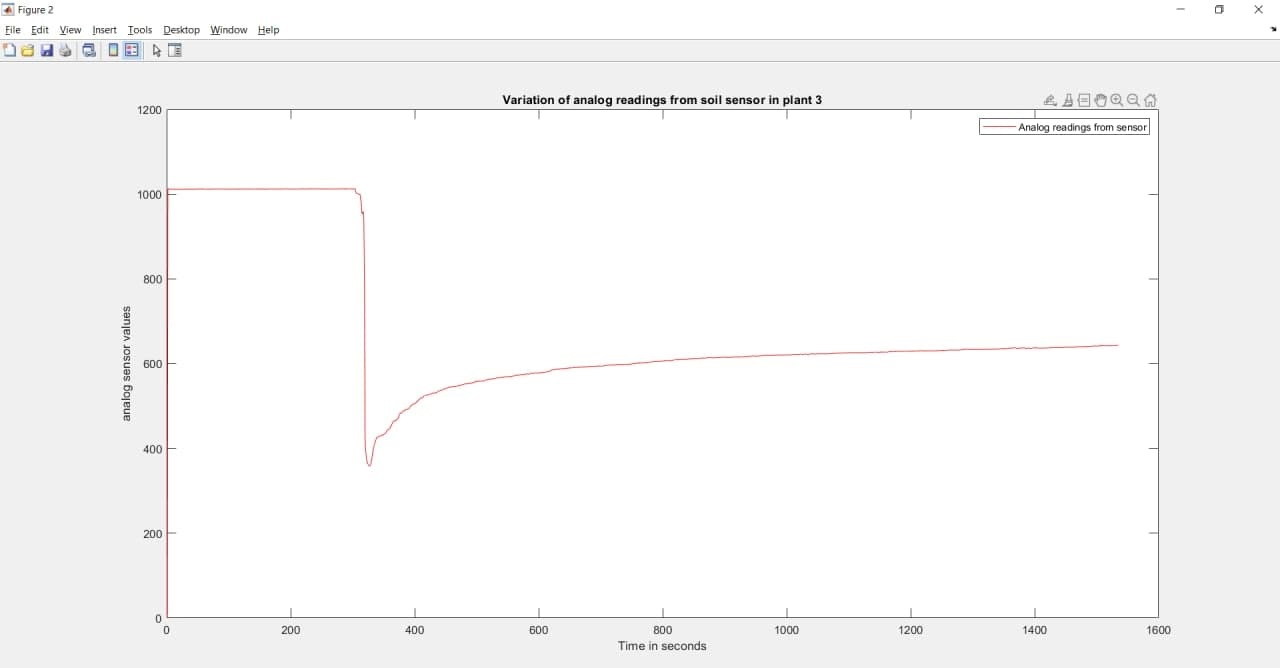 Figure 2
File Edit View Insert Tools Desktop Window Help
Variation of analog readings from soil sensor in plant 3
Analog readings from sensor
1200
1000
800
600
400
200
0
analog sensor values
0 200 400 600 800 1000 1200 1400 1600
Time in seconds